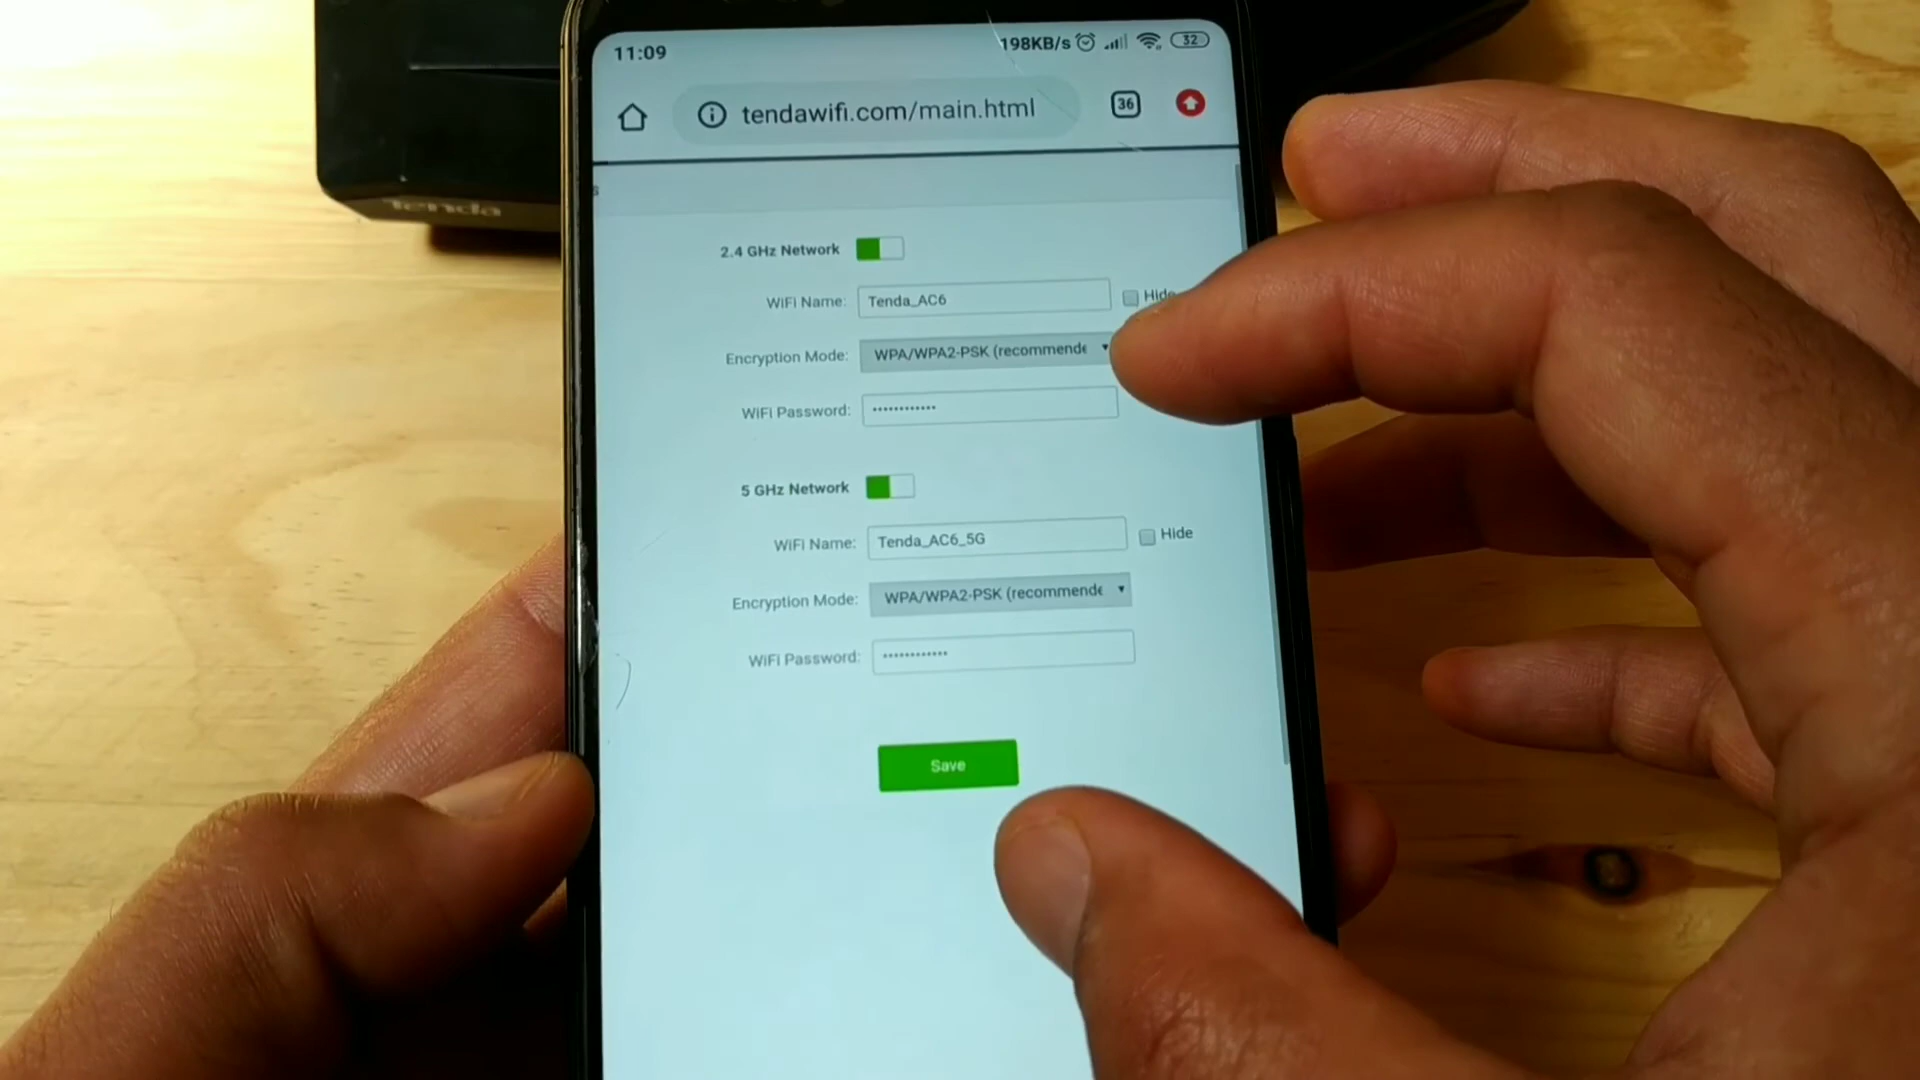 11:09 198KB/s 32
tendawifi.com/main.html 36
s
Tenda
2.4 GHz Network
WiFi Name: Tenda_AC6 Hide
Encryption Mode: WPA/WPA2-PSK (recommende
WiFi Password: ••••••••••••
5 GHz Network
WiFi Name: Tenda_AC6_5G Hide
Encryption Mode: WPA/WPA2-PSK (recommende
WiFi Password: ••••••••••••
Save